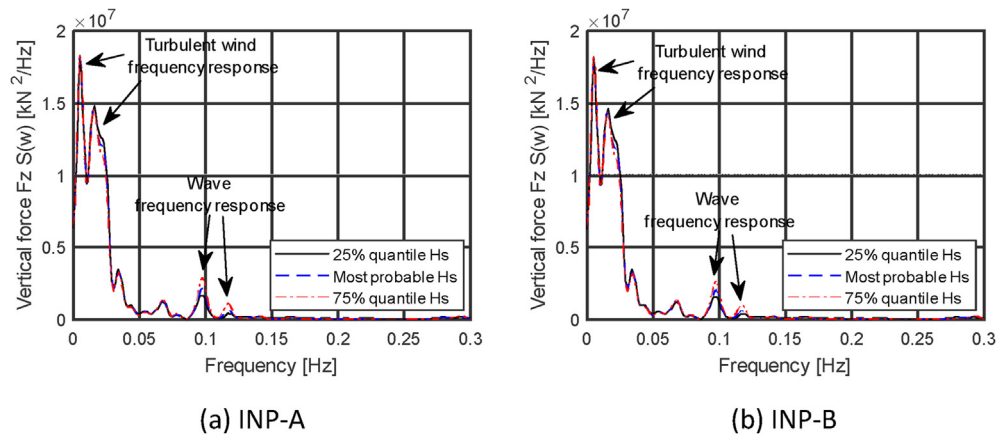 ×10⁷
2
1.5
1
0.5
0
Vertical force Fz S(w) [kN ²/Hz]
Turbulent wind
frequency response
Wave
frequency response
25% quantile Hs
Most probable Hs
75% quantile Hs
0
0.05
0.1
0.15
0.2
0.25
0.3
Frequency [Hz]
(a) INP-A
×10⁷
2
1.5
1
0.5
0
Vertical force Fz S(w) [kN ²/Hz]
Turbulent wind
frequency response
Wave
frequency response
25% quantile Hs
Most probable Hs
75% quantile Hs
0
0.05
0.1
0.15
0.2
0.25
0.3
Frequency [Hz]
(b) INP-B